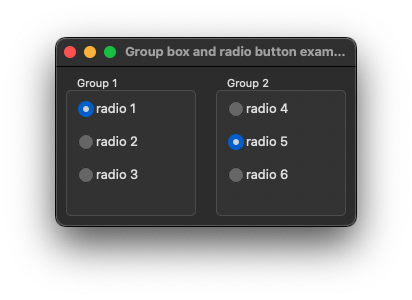 Group box and radio button exam...
Group 1
radio 1
radio 2
radio 3
Group 2
radio 4
radio 5
radio 6